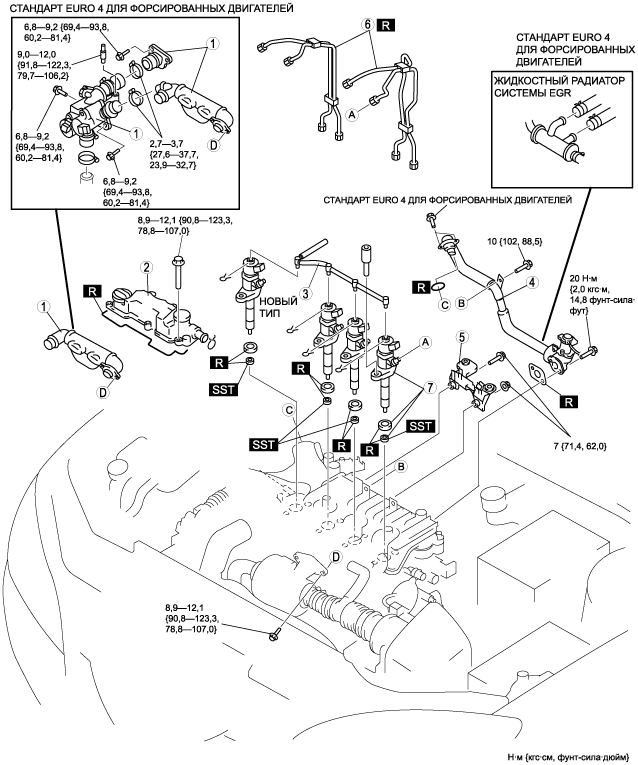 СТАНДАРТ EURO 4 ДЛЯ ФОРСИРОВАННЫХ ДВИГАТЕЛЕЙ
6,8—9,2 {69,4—93,8,
60,2—81,4}
1
9,0—12,0
{91,8—122,3,
79,7—106,2}
1
6,8—9,2
{69,4—93,8,
60,2—81,4}
2,7—3,7
{27,6—37,7,
23,9—32,7}
D
6,8—9,2
{69,4—93,8,
60,2—81,4}
6
R
A
СТАНДАРТ EURO 4
ДЛЯ ФОРСИРОВАННЫХ
ДВИГАТЕЛЕЙ
ЖИДКОСТНЫЙ РАДИАТОР
СИСТЕМЫ EGR
СТАНДАРТ EURO 4 ДЛЯ ФОРСИРОВАННЫХ ДВИГАТЕЛЕЙ
8,9—12,1 {90,8—123,3,
78,8—107,0}
10 {102, 88,5}
2
R
1
D
НОВЫЙ
ТИП
3
R
C
B
4
20 Н·м
{2,0 кгс·м,
14,8 фунт-сила-
фут}
A
5
R
SST
R
7
R
SST
R
R
SST
7 {71,4, 62,0}
C
B
D
8,9—12,1
{90,8—123,3,
78,8—107,0}
Н·м {кгс·см, фунт-сила·дюйм}